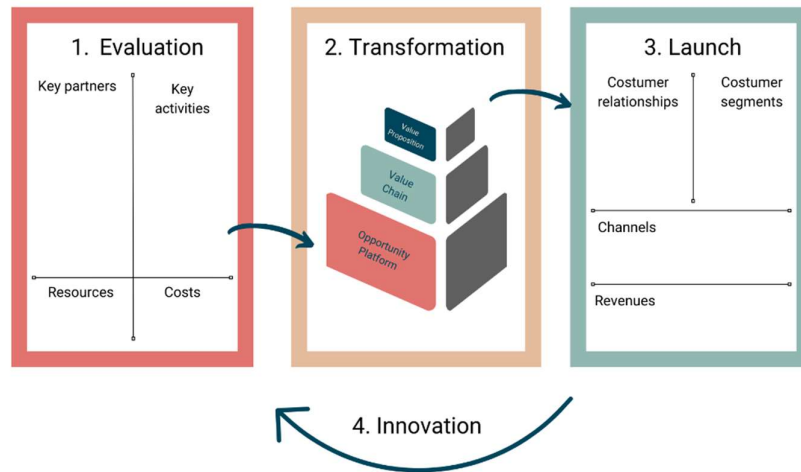 1. Evaluation
Key partners
Key
activities
Resources
Costs
2. Transformation
Value
Proposition
Value
Chain
Opportunity
Platform
3. Launch
Costumer
relationships
Costumer
segments
Channels
Revenues
4. Innovation